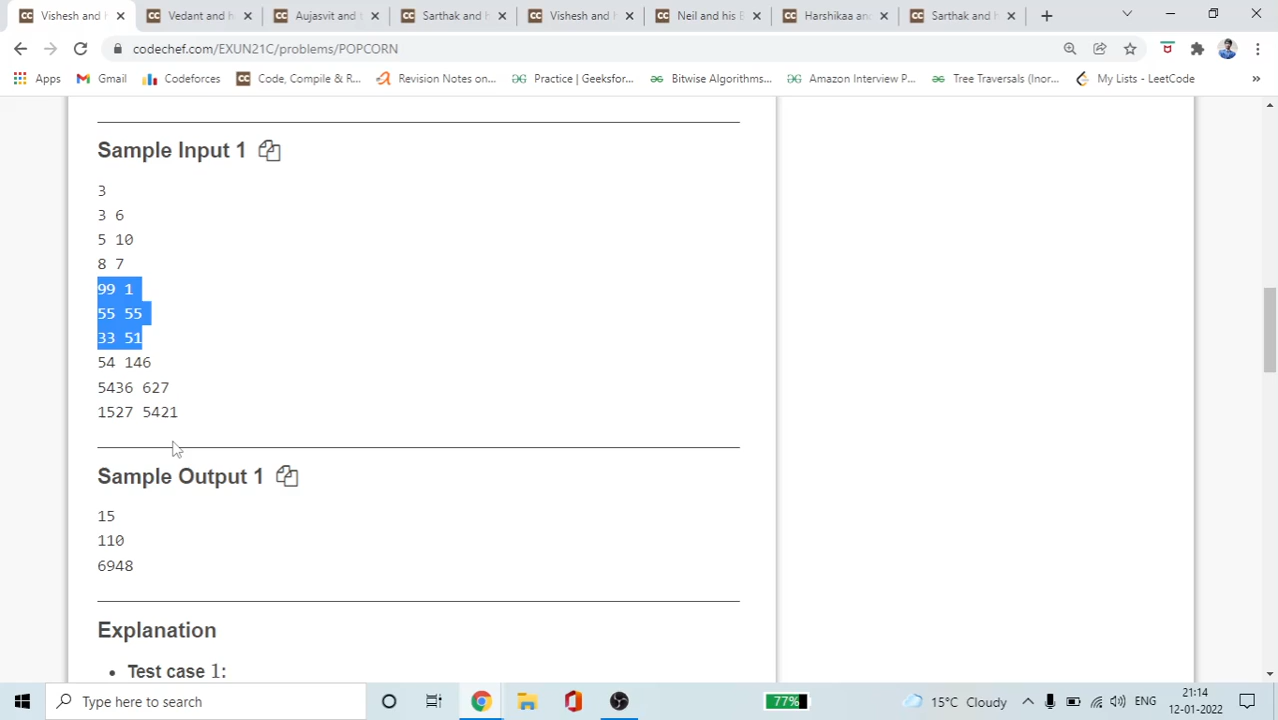 Vishesh and
Vedant and h
Aujasvit and
Sarthak and h
Vishesh and h
Neil and his E
Harshikaa an
Sarthak and h
codechef.com/EXUN21C/problems/POPCORN
Apps
Gmail
Codeforces
Code, Compile & R...
Revision Notes on...
Practice | Geeksfor...
Bitwise Algorithms...
Amazon Interview P...
Tree Traversals (Inor...
My Lists - LeetCode
»
Sample Input 1
3
3 6
5 10
8 7
99 1
55 55
33 51
54 146
5436 627
1527 5421
Sample Output 1
15
110
6948
Explanation
• Test case 1:
Type here to search
77%
15°C Cloudy
ENG
21:14
12-01-2022